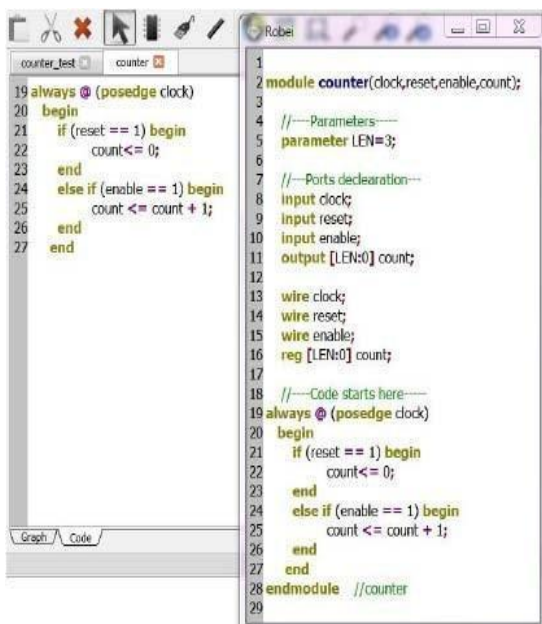 counter_test counter
19 always @ (posedge clock)
20 begin
21 if (reset == 1) begin
22 count<= 0;
23 end
24 else if (enable == 1) begin
25 count <= count + 1;
26 end
27 end
Graph Code
Robei
1
2 module counter(clock,reset,enable,count);
3
4 //----Parameters-----
5 parameter LEN=3;
6
7 //---Ports declearation---
8 input clock;
9 input reset;
10 input enable;
11 output [LEN:0] count;
12
13 wire clock;
14 wire reset;
15 wire enable;
16 reg [LEN:0] count;
17
18 //----Code starts here-----
19 always @ (posedge clock)
20 begin
21 if (reset == 1) begin
22 count<= 0;
23 end
24 else if (enable == 1) begin
25 count <= count + 1;
26 end
27 end
28 endmodule //counter
29